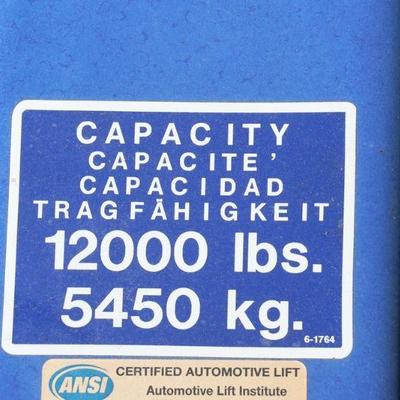 CAPACITY
CAPACITE'
CAPACIDAD
TRAGFÄHIGKEIT
12000 lbs.
5450 kg.
6-1764
ANSI
CERTIFIED AUTOMOTIVE LIFT
Automotive Lift Institute